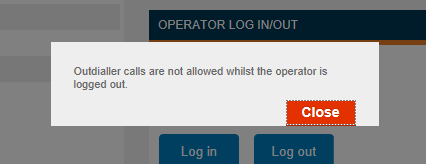 OPERATOR LOG IN/OUT
Outdialler calls are not allowed whilst the operator is
logged out.
Close
Log in
Log out